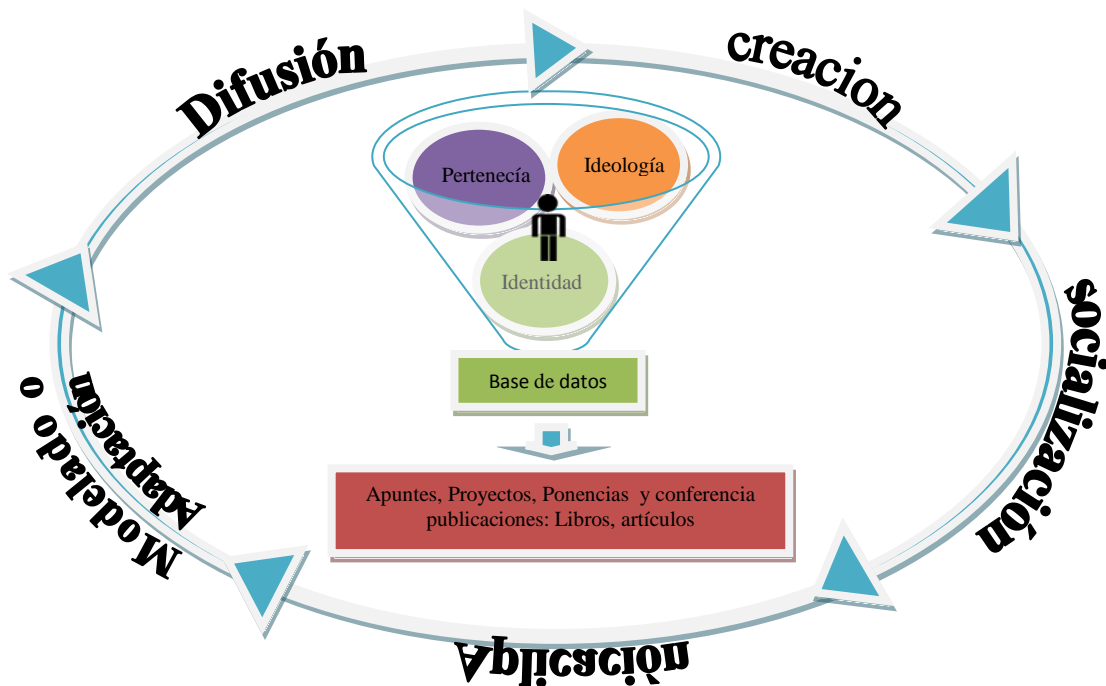 Difusión
creacion
socialización
Aplicación
Modelado o
Adaptación
Pertenecía
Ideología
Identidad
Base de datos
Apuntes, Proyectos, Ponencias y conferencia
publicaciones: Libros, artículos